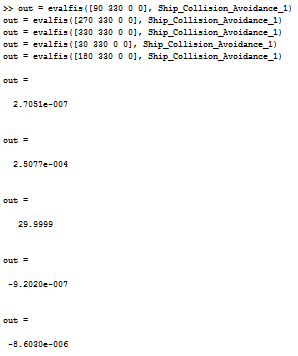 >> out = evalfis([90 330 0 0], Ship_Collision_Avoidance_1)
out = evalfis([270 330 0 0], Ship_Collision_Avoidance_1)
out = evalfis([330 330 0 0], Ship_Collision_Avoidance_1)
out = evalfis([30 330 0 0], Ship_Collision_Avoidance_1)
out = evalfis([180 330 0 0], Ship_Collision_Avoidance_1)
out =
2.7051e-007
out =
2.5077e-004
out =
29.9999
out =
-9.2020e-007
out =
-8.6030e-006